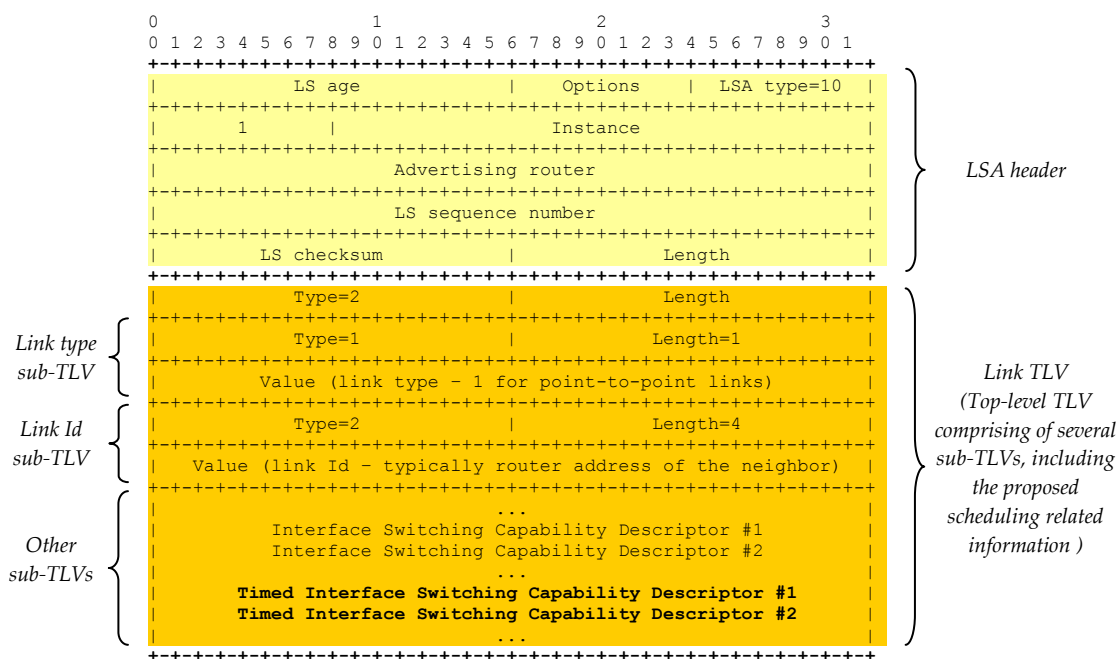 0 1 2 3
0 1 2 3 4 5 6 7 8 9 0 1 2 3 4 5 6 7 8 9 0 1 2 3 4 5 6 7 8 9 0 1
+-+-+-+-+-+-+-+-+-+-+-+-+-+-+-+-+-+-+-+-+-+-+-+-+-+-+-+-+-+-+-+-+
| LS age | Options | LSA type=10 |
+-+-+-+-+-+-+-+-+-+-+-+-+-+-+-+-+-+-+-+-+-+-+-+-+-+-+-+-+-+-+-+-+
| 1 | Instance |
+-+-+-+-+-+-+-+-+-+-+-+-+-+-+-+-+-+-+-+-+-+-+-+-+-+-+-+-+-+-+-+-+
| Advertising router |
+-+-+-+-+-+-+-+-+-+-+-+-+-+-+-+-+-+-+-+-+-+-+-+-+-+-+-+-+-+-+-+-+
| LS sequence number |
+-+-+-+-+-+-+-+-+-+-+-+-+-+-+-+-+-+-+-+-+-+-+-+-+-+-+-+-+-+-+-+-+
| LS checksum | Length |
+-+-+-+-+-+-+-+-+-+-+-+-+-+-+-+-+-+-+-+-+-+-+-+-+-+-+-+-+-+-+-+-+
LSA header
| Type=2 | Length |
+-+-+-+-+-+-+-+-+-+-+-+-+-+-+-+-+-+-+-+-+-+-+-+-+-+-+-+-+-+-+-+-+
| Type=1 | Length=1 |
+-+-+-+-+-+-+-+-+-+-+-+-+-+-+-+-+-+-+-+-+-+-+-+-+-+-+-+-+-+-+-+-+
| Value (link type – 1 for point-to-point links) |
+-+-+-+-+-+-+-+-+-+-+-+-+-+-+-+-+-+-+-+-+-+-+-+-+-+-+-+-+-+-+-+-+
| Type=2 | Length=4 |
+-+-+-+-+-+-+-+-+-+-+-+-+-+-+-+-+-+-+-+-+-+-+-+-+-+-+-+-+-+-+-+-+
| Value (link Id – typically router address of the neighbor) |
+-+-+-+-+-+-+-+-+-+-+-+-+-+-+-+-+-+-+-+-+-+-+-+-+-+-+-+-+-+-+-+-+
| ... |
| Interface Switching Capability Descriptor #1 |
| Interface Switching Capability Descriptor #2 |
| ... |
| Timed Interface Switching Capability Descriptor #1 |
| Timed Interface Switching Capability Descriptor #2 |
| ... |
+-+-+-+-+-+-+-+-+-+-+-+-+-+-+-+-+-+-+-+-+-+-+-+-+-+-+-+-+-+-+-+-+
Link type
sub-TLV
Link Id
sub-TLV
Other
sub-TLVs
Link TLV
(Top-level TLV
comprising of several
sub-TLVs, including
the proposed
scheduling related
information )